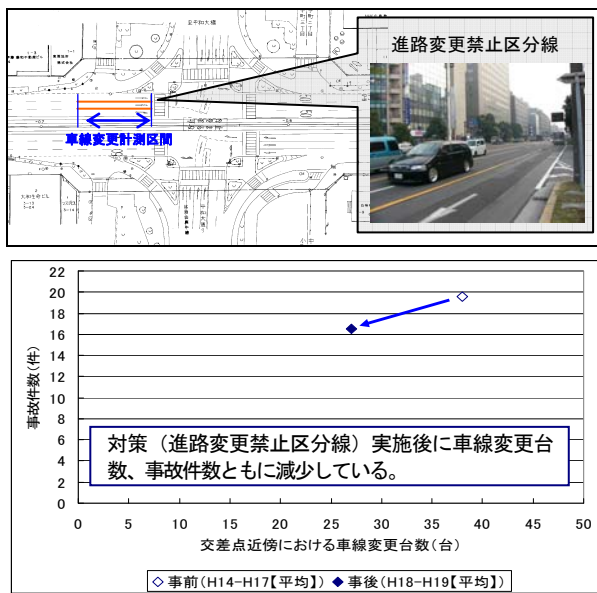 至平和大橋
進路変更禁止区分線
車線変更計測区間
22
20
18
16
14
12
10
8
6
4
2
0
事故件数(件)
対策（進路変更禁止区分線）実施後に車線変更台
数、事故件数ともに減少している。
0 5 10 15 20 25 30 35 40 45 50
交差点近傍における車線変更台数(台)
◇ 事前(H14-H17【平均】) ◆ 事後(H18-H19【平均】)